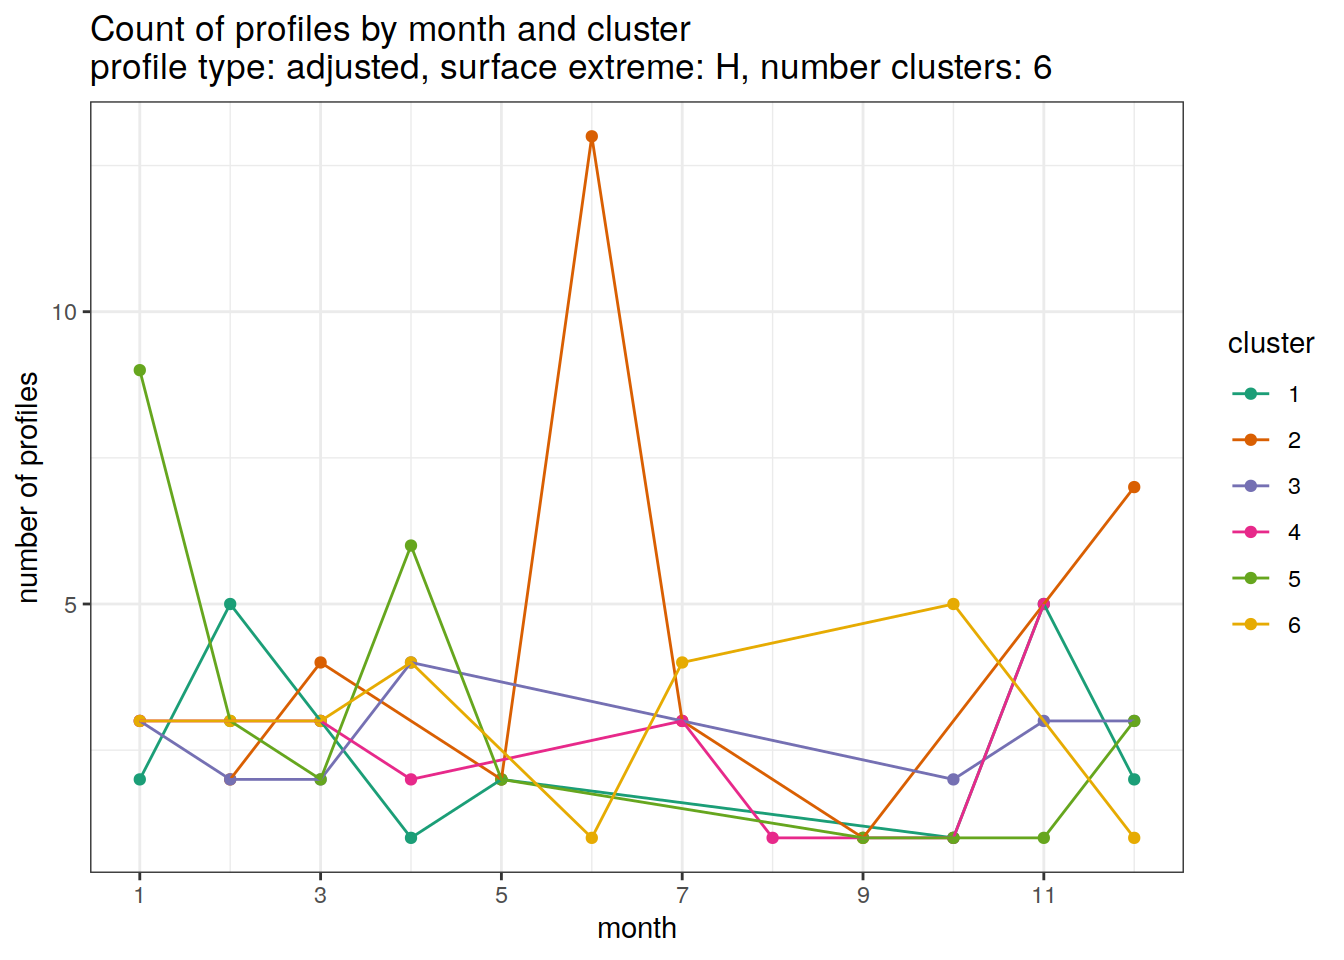 Count of profiles by month and cluster
profile type: adjusted, surface extreme: H, number clusters: 6
number of profiles
10
5
1
3
5
7
9
11
month
cluster
1
2
3
4
5
6